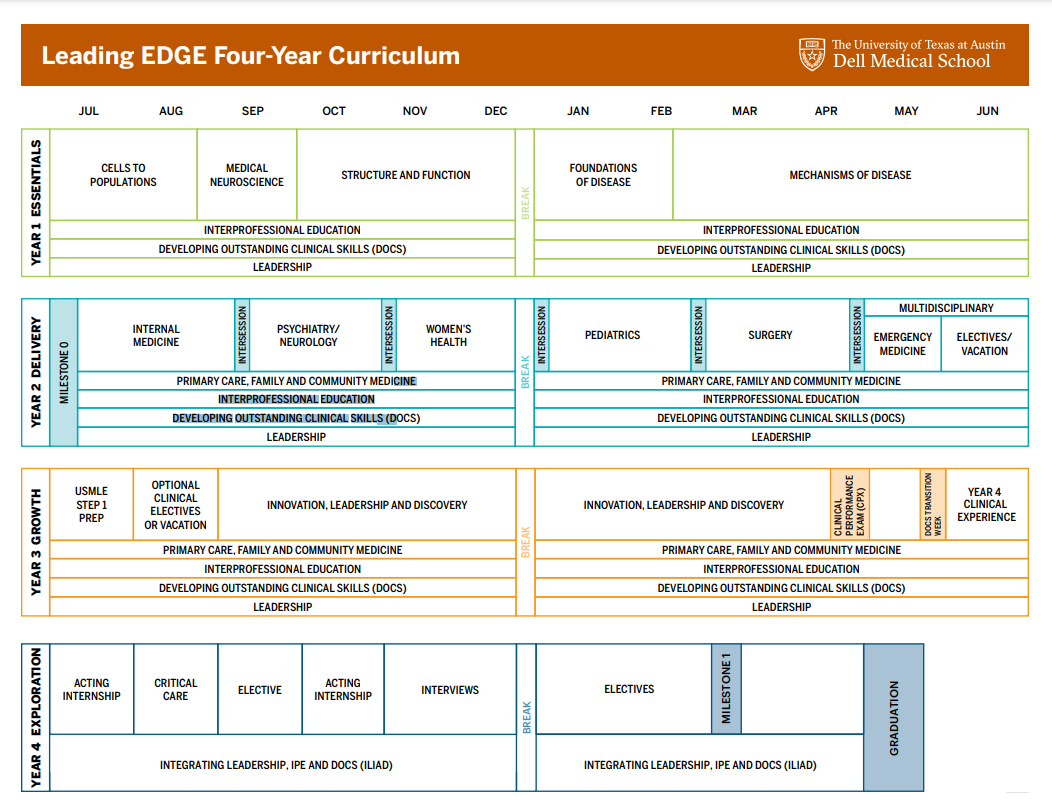 Leading EDGE Four-Year Curriculum
The University of Texas at Austin
Dell Medical School
JUL AUG SEP OCT NOV DEC JAN FEB MAR APR MAY JUN
YEAR 1 ESSENTIALS
CELLS TO
POPULATIONS
MEDICAL
NEUROSCIENCE
STRUCTURE AND FUNCTION
BREAK
FOUNDATIONS
OF DISEASE
MECHANISMS OF DISEASE
INTERPROFESSIONAL EDUCATION
INTERPROFESSIONAL EDUCATION
DEVELOPING OUTSTANDING CLINICAL SKILLS (DOCS)
DEVELOPING OUTSTANDING CLINICAL SKILLS (DOCS)
LEADERSHIP
LEADERSHIP
YEAR 2 DELIVERY
MILESTONE 0
INTERNAL
MEDICINE
INTERSESSION
PSYCHIATRY/
NEUROLOGY
INTERSESSION
WOMEN'S
HEALTH
BREAK
INTERSESSION
PEDIATRICS
INTERSESSION
SURGERY
INTERSESSION
MULTIDISCIPLINARY
EMERGENCY
MEDICINE
ELECTIVES/
VACATION
PRIMARY CARE, FAMILY AND COMMUNITY MEDICINE
PRIMARY CARE, FAMILY AND COMMUNITY MEDICINE
INTERPROFESSIONAL EDUCATION
INTERPROFESSIONAL EDUCATION
DEVELOPING OUTSTANDING CLINICAL SKILLS (DOCS)
DEVELOPING OUTSTANDING CLINICAL SKILLS (DOCS)
LEADERSHIP
LEADERSHIP
YEAR 3 GROWTH
USMLE
STEP 1
PREP
OPTIONAL
CLINICAL
ELECTIVES
OR VACATION
INNOVATION, LEADERSHIP AND DISCOVERY
BREAK
INNOVATION, LEADERSHIP AND DISCOVERY
CLINICAL
PERFORMANCE
EXAM (CPX)
DOCS TRANSITION
WEEK
YEAR 4
CLINICAL
EXPERIENCE
PRIMARY CARE, FAMILY AND COMMUNITY MEDICINE
PRIMARY CARE, FAMILY AND COMMUNITY MEDICINE
INTERPROFESSIONAL EDUCATION
INTERPROFESSIONAL EDUCATION
DEVELOPING OUTSTANDING CLINICAL SKILLS (DOCS)
DEVELOPING OUTSTANDING CLINICAL SKILLS (DOCS)
LEADERSHIP
LEADERSHIP
YEAR 4 EXPLORATION
ACTING
INTERNSHIP
CRITICAL
CARE
ELECTIVE
ACTING
INTERNSHIP
INTERVIEWS
BREAK
ELECTIVES
MILESTONE 1
GRADUATION
INTEGRATING LEADERSHIP, IPE AND DOCS (ILIAD)
INTEGRATING LEADERSHIP, IPE AND DOCS (ILIAD)